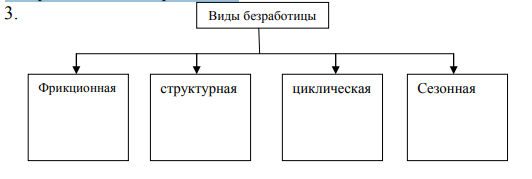 3.
Виды безработицы
Фрикционная
структурная
циклическая
Сезонная